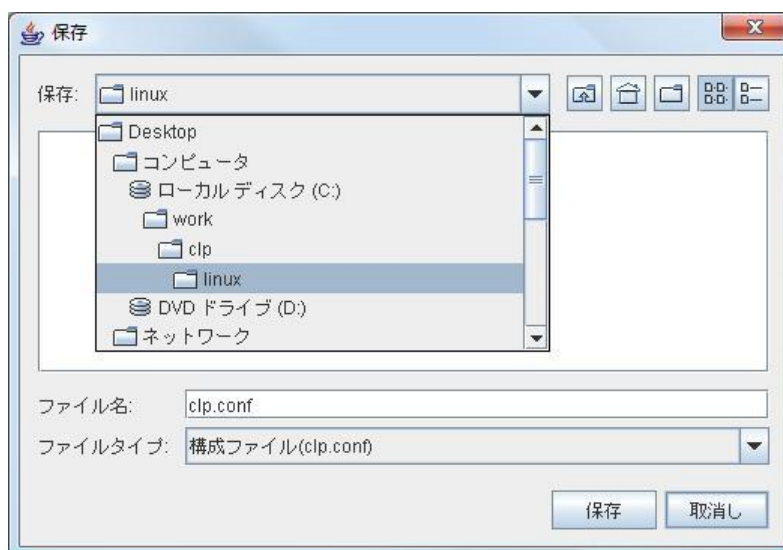 保存
保存: linux
Desktop
コンピュータ
ローカル ディスク (C:)
work
clp
linux
DVD ドライブ (D:)
ネットワーク
ファイル名: clp.conf
ファイルタイプ: 構成ファイル(clp.conf)
保存 取消し